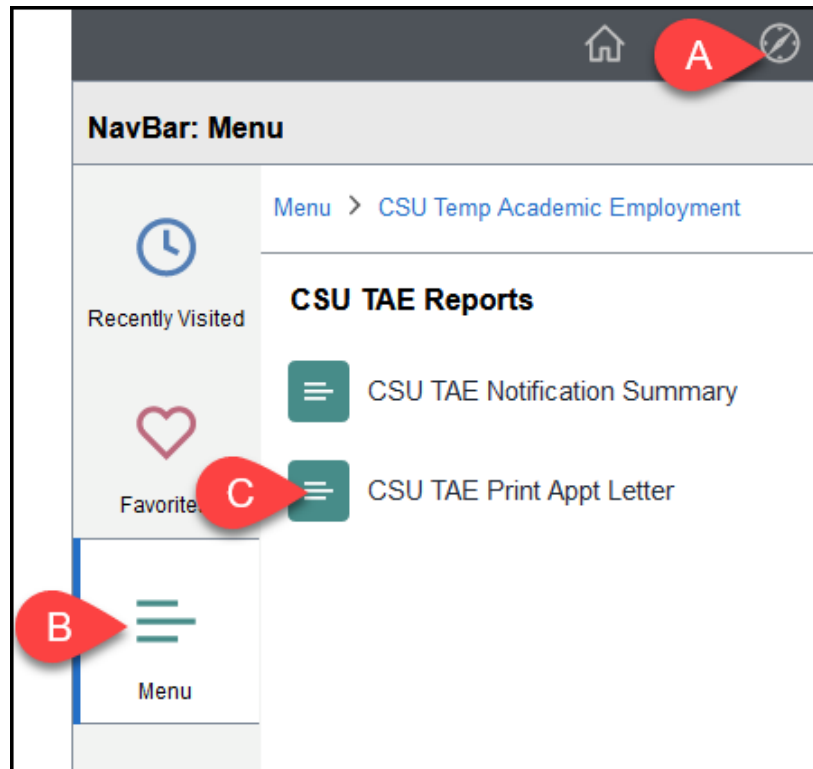 A
NavBar: Menu
Menu > CSU Temp Academic Employment
Recently Visited
CSU TAE Reports
CSU TAE Notification Summary
C
CSU TAE Print Appt Letter
B
Menu